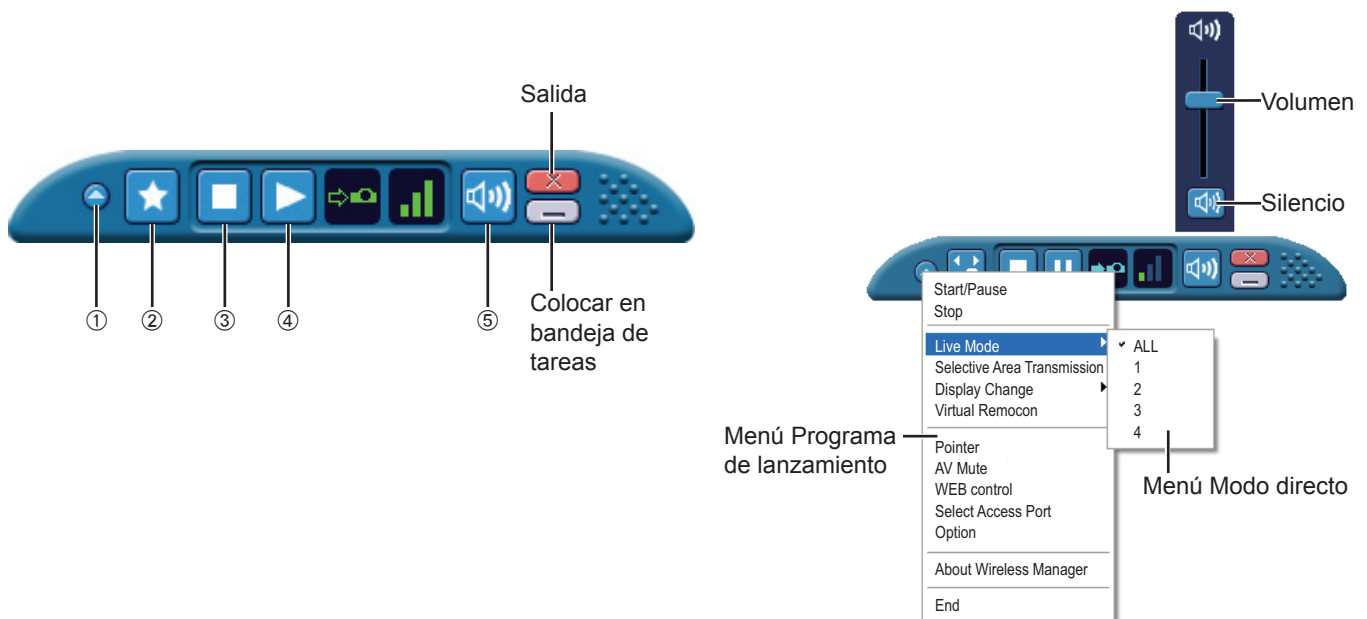 Salida
① ② ③ ④ ⑤
Colocar en
bandeja de
tareas
Volumen
Silencio
Start/Pause
Stop
Live Mode
Selective Area Transmission
Display Change
Virtual Remocon
Pointer
AV Mute
WEB control
Select Access Port
Option
About Wireless Manager
End
✔ ALL
1
2
3
4
Menú Programa
de lanzamiento
Menú Modo directo